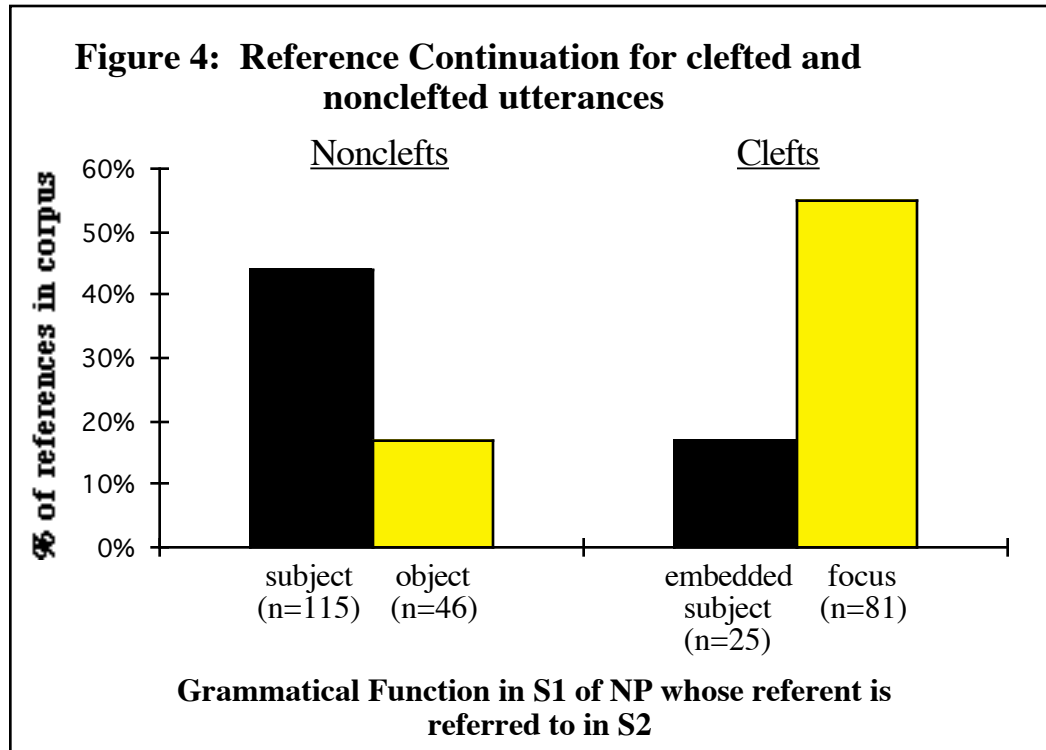 Figure 4: Reference Continuation for clefted and
nonclefted utterances
Nonclefts
Clefts
% of references in corpus
60%
50%
40%
30%
20%
10%
0%
subject
(n=115)
object
(n=46)
embedded
subject
(n=25)
focus
(n=81)
Grammatical Function in S1 of NP whose referent is
referred to in S2